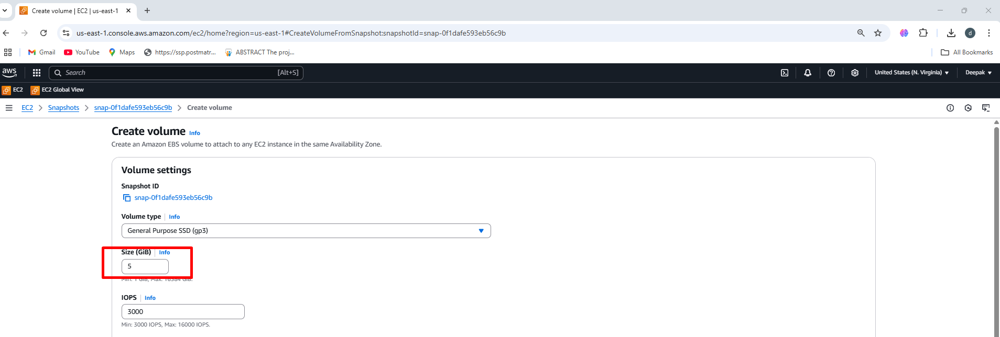 Create volume | EC2 | us-east-1
us-east-1.console.aws.amazon.com/ec2/home?region=us-east-1#CreateVolumeFromSnapshot:snapshotId=snap-0f1dafe593eb56c9b
d
Gmail
YouTube
Maps
https://ssp.postmatr...
ABSTRACT The proj...
All Bookmarks
aws
Search
[Alt+S]
United States (N. Virginia)
Deepak
EC2
EC2 Global View
EC2
Snapshots
snap-0f1dafe593eb56c9b
Create volume
Create volume Info
Create an Amazon EBS volume to attach to any EC2 instance in the same Availability Zone.
Volume settings
Snapshot ID
snap-0f1dafe593eb56c9b
Volume type Info
General Purpose SSD (gp3)
Size (GiB) Info
5
Min: 1 GiB, Max: 16384 GiB.
IOPS Info
3000
Min: 3000 IOPS, Max: 16000 IOPS.